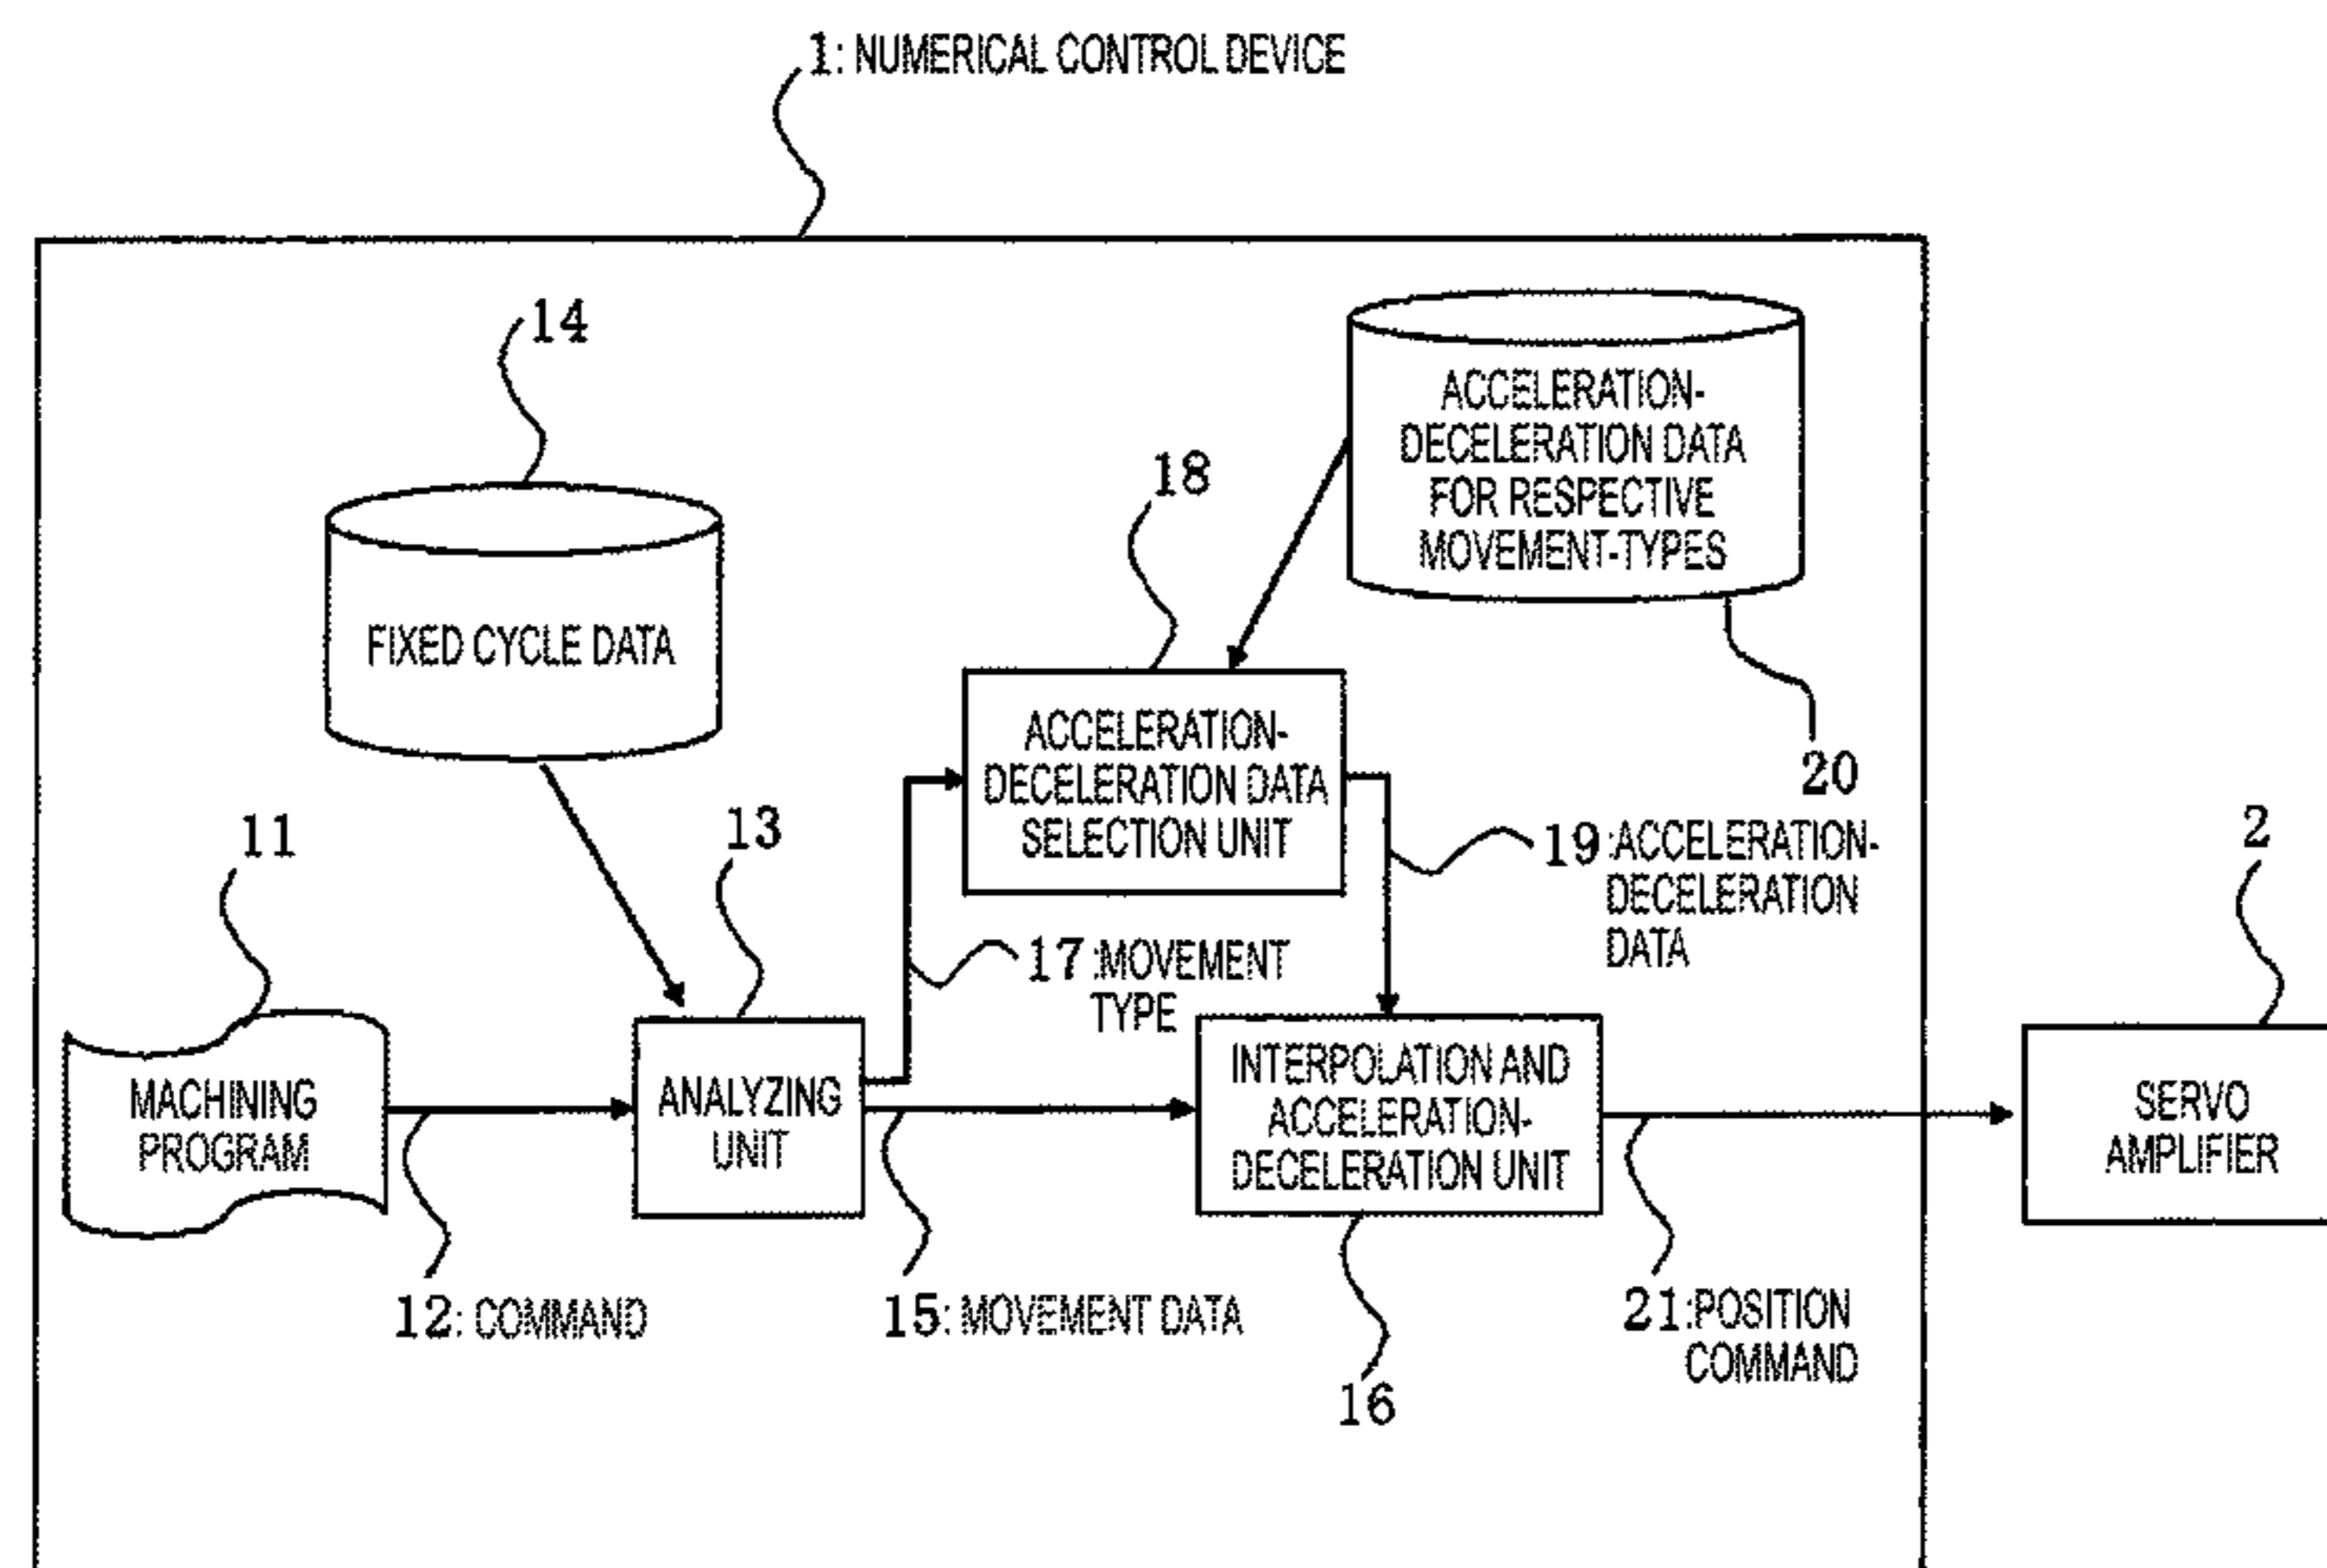 1: NUMERICAL CONTROL DEVICE
14
FIXED CYCLE DATA
ACCELERATION-
DECELERATION DATA
FOR RESPECTIVE
MOVEMENT-TYPES
20
18
ACCELERATION-
DECELERATION DATA
SELECTION UNIT
19:ACCELERATION-
DECELERATION
DATA
17:MOVEMENT
TYPE
11
MACHINING
PROGRAM
12: COMMAND
13
ANALYZING
UNIT
15: MOVEMENT DATA
INTERPOLATION AND
ACCELERATION-
DECELERATION UNIT
16
21:POSITION
COMMAND
2
SERVO
AMPLIFIER